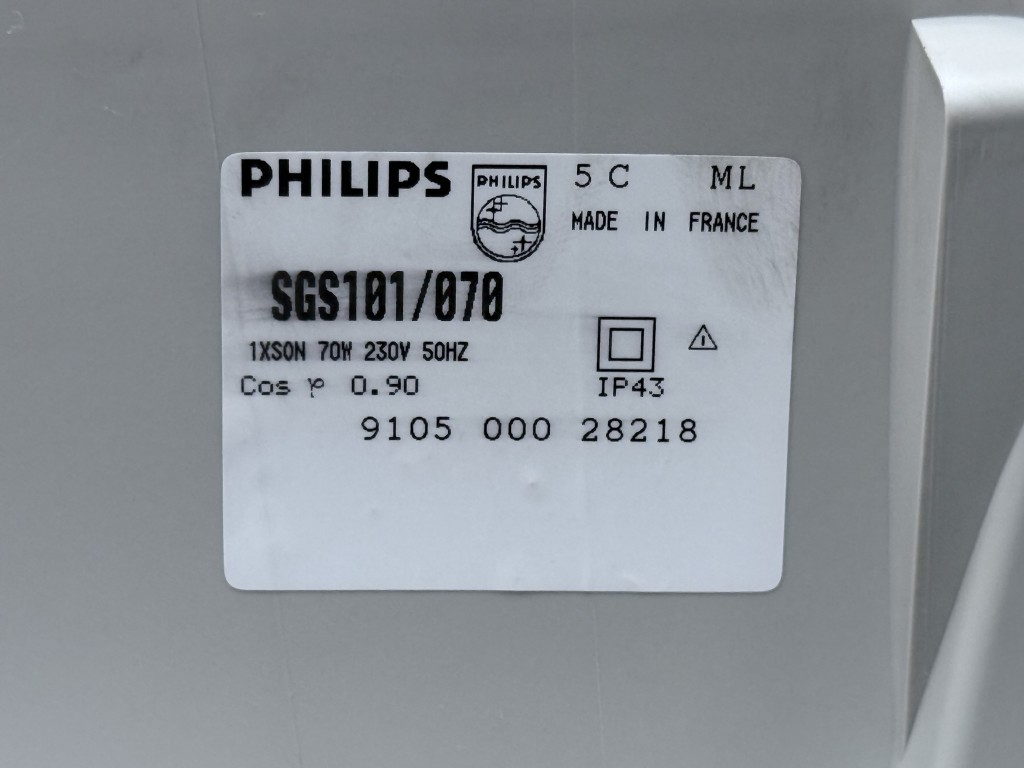 PHILIPS
PHILIPS
5 C ML
MADE IN FRANCE
SGS101/070
1XSON 70W 230V 50HZ
Cos φ 0.90
IP43
9105 000 28218